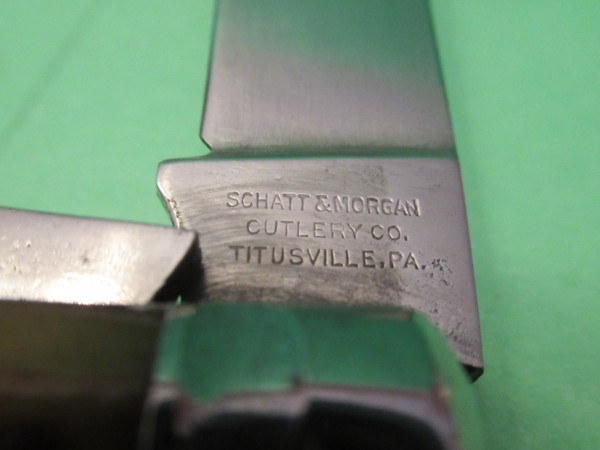 SCHATT & MORGAN
CUTLERY CO.
TITUSVILLE, PA.